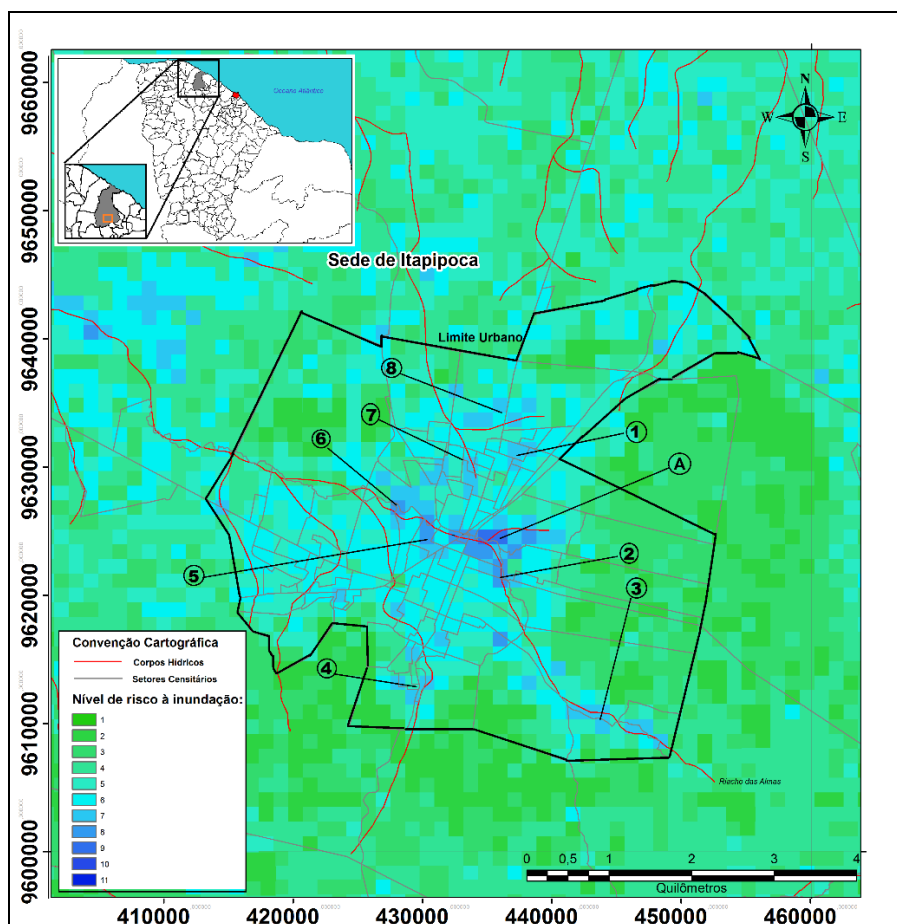 9660000
9650000
9640000
9630000
9620000
9610000
9600000
Oceano Atlântico
N
W
E
S
Sede de Itapipoca
Limite Urbano
8
7
6
1
A
2
3
5
4
Convenção Cartográfica
Corpos Hídricos
Setores Censitários
Nível de risco à inundação:
1
2
3
4
5
6
7
8
9
10
11
Riacho das Almas
0 0,5 1 2 3 4
Quilômetros
410000 420000 430000 440000 450000 460000